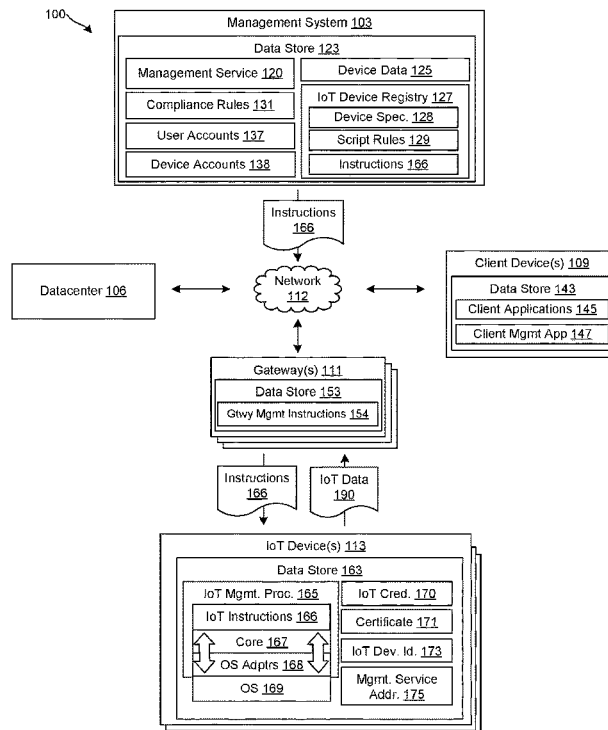 100
Management System 103
Data Store 123
Management Service 120
Compliance Rules 131
User Accounts 137
Device Accounts 138
Device Data 125
IoT Device Registry 127
Device Spec. 128
Script Rules 129
Instructions 166
Instructions
166
Datacenter 106
Network
112
Client Device(s) 109
Data Store 143
Client Applications 145
Client Mgmt App 147
Gateway(s) 111
Data Store 153
Gtwy Mgmt Instructions 154
Instructions
166
IoT Data
190
IoT Device(s) 113
Data Store 163
IoT Mgmt. Proc. 165
IoT Instructions 166
Core 167
OS Adptrs 168
OS 169
IoT Cred. 170
Certificate 171
IoT Dev. Id. 173
Mgmt. Service
Addr. 175